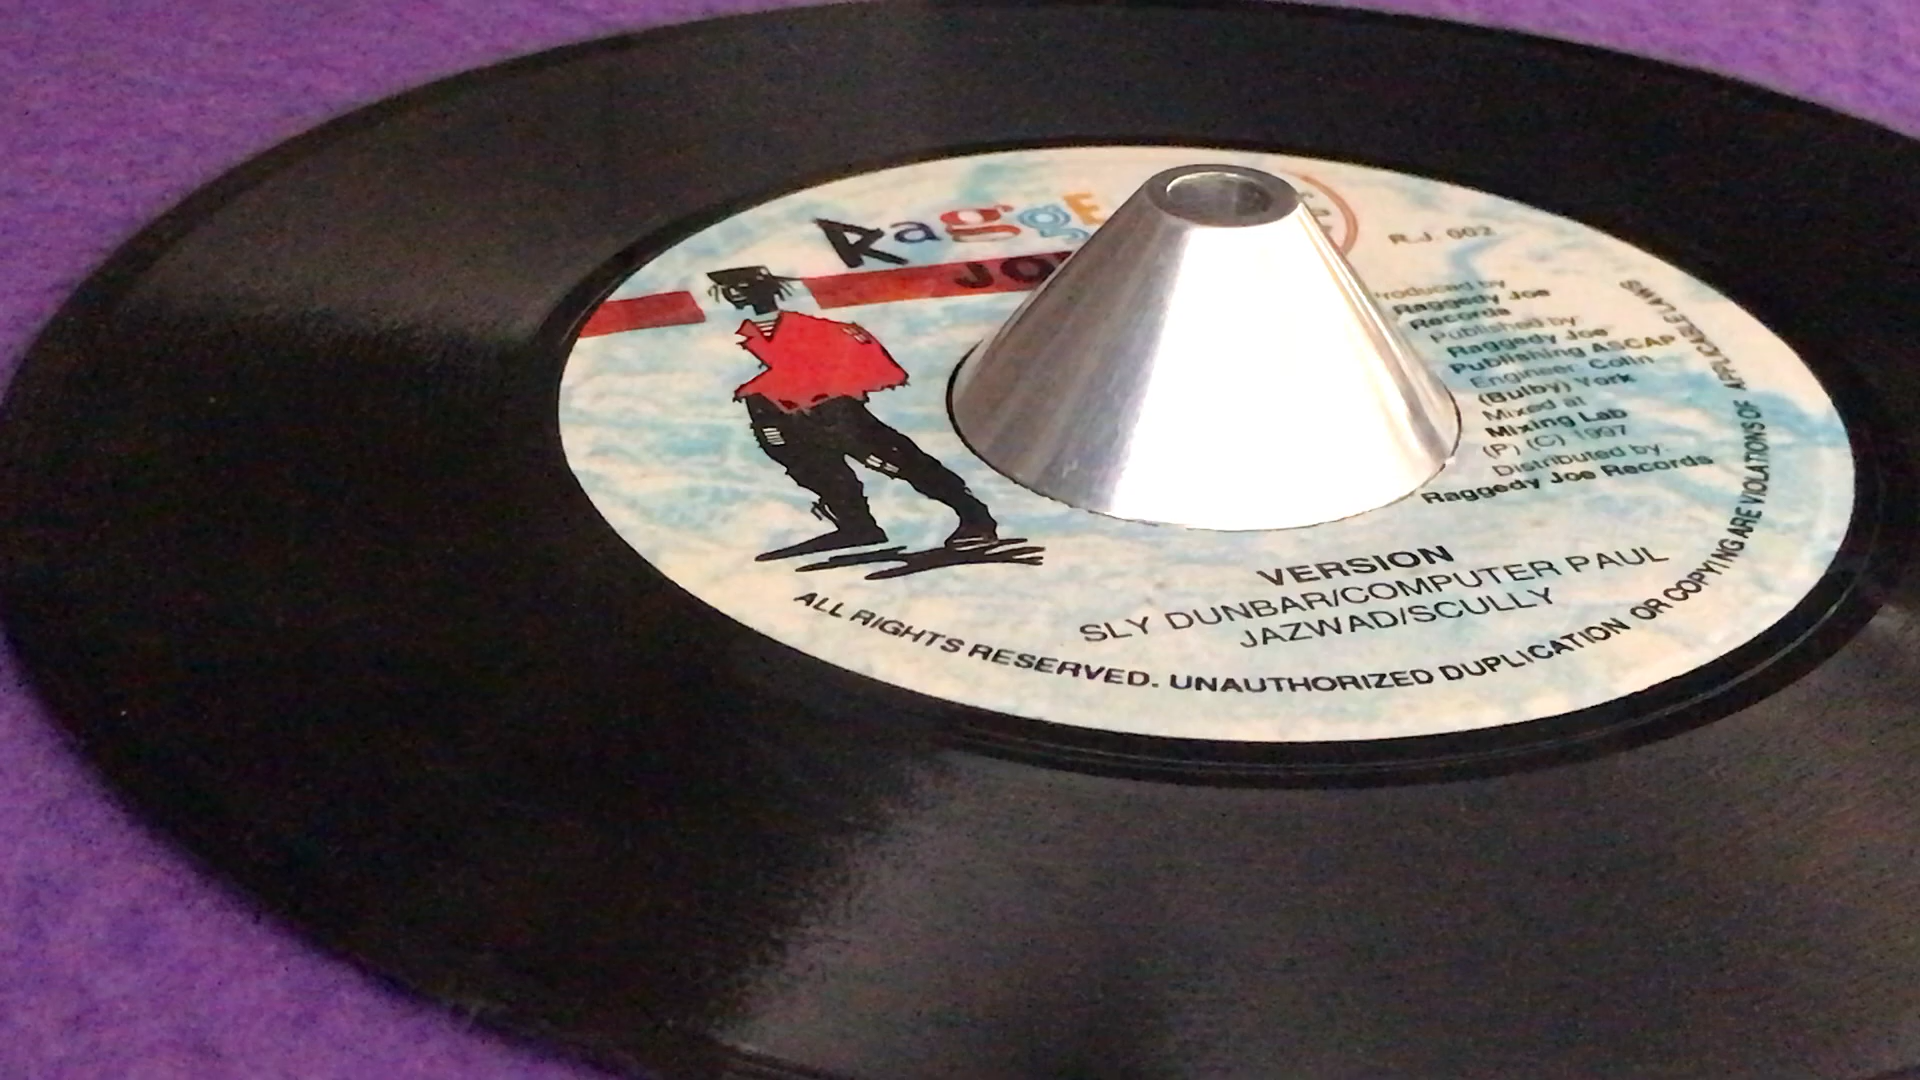 RaggE
JO
R.J. 002
Produced by
Raggedy Joe
Records
Published by:
Raggedy Joe
Publishing ASCAP
Engineer: Colin
(Bulby) York
Mixed at
Mixing Lab
(P) (C) 1997
Distributed by:
Raggedy Joe Records
VERSION
SLY DUNBAR/COMPUTER PAUL
JAZWAD/SCULLY
ALL RIGHTS RESERVED. UNAUTHORIZED DUPLICATION OR COPYING ARE VIOLATIONS OF APPLICABLE LAWS